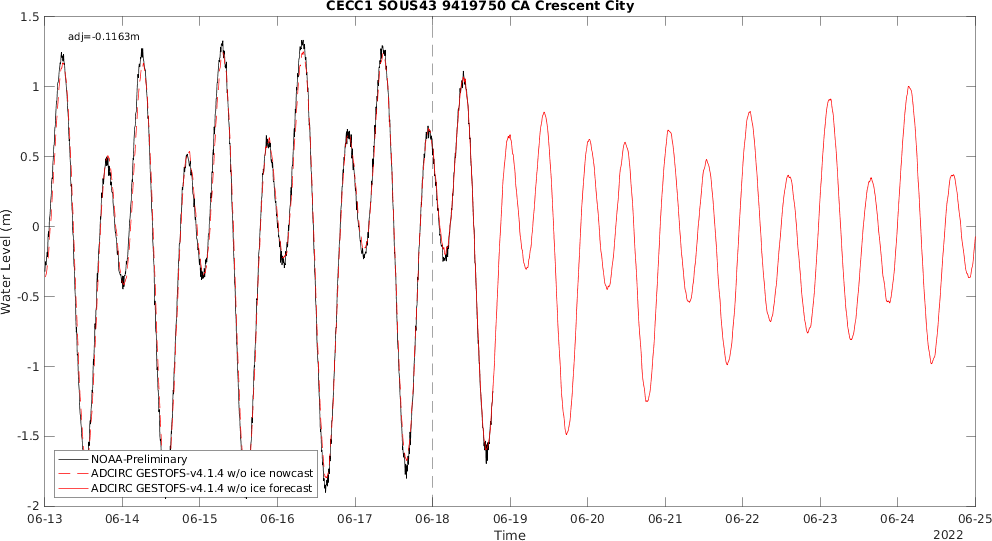 CECC1 SOUS43 9419750 CA Crescent City
adj=-0.1163m
1.5
1
0.5
0
-0.5
-1
-1.5
-2
Water Level (m)
NOAA-Preliminary
ADCIRC GESTOFS-v4.1.4 w/o ice nowcast
ADCIRC GESTOFS-v4.1.4 w/o ice forecast
06-13 06-14 06-15 06-16 06-17 06-18 06-19 06-20 06-21 06-22 06-23 06-24 06-25
Time
2022